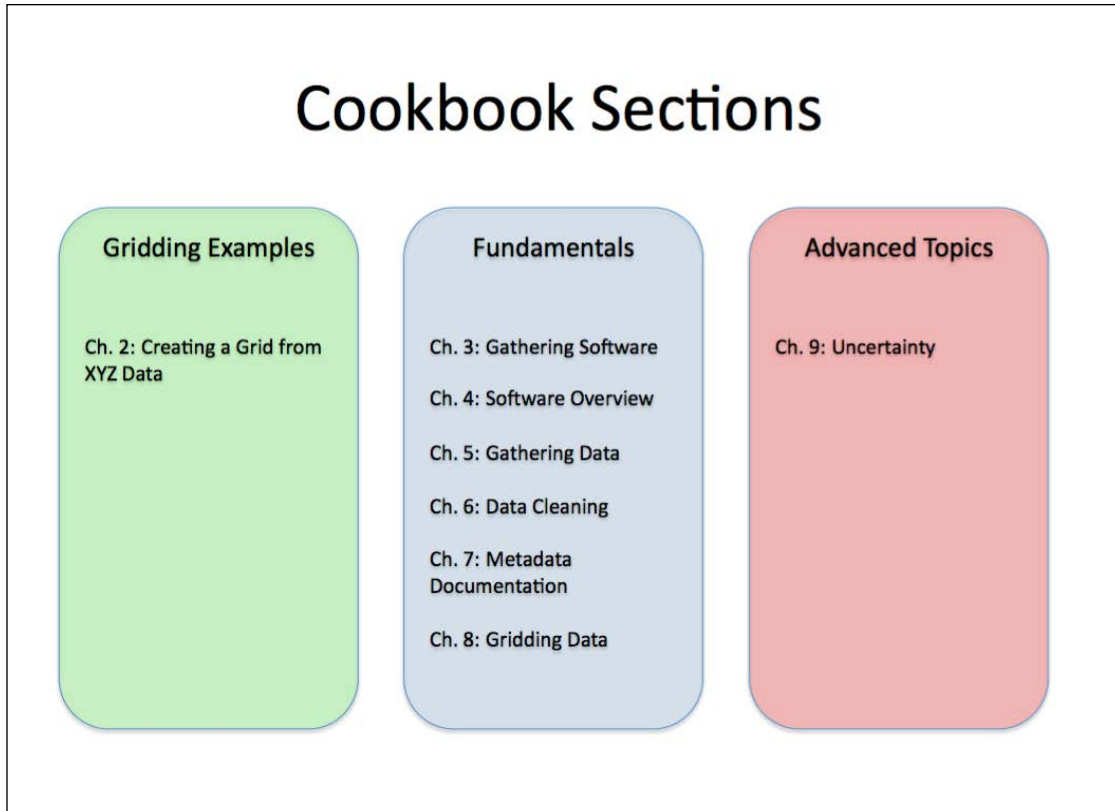 Cookbook Sections
Gridding Examples
Ch. 2: Creating a Grid from
XYZ Data
Fundamentals
Ch. 3: Gathering Software
Ch. 4: Software Overview
Ch. 5: Gathering Data
Ch. 6: Data Cleaning
Ch. 7: Metadata
Documentation
Ch. 8: Gridding Data
Advanced Topics
Ch. 9: Uncertainty